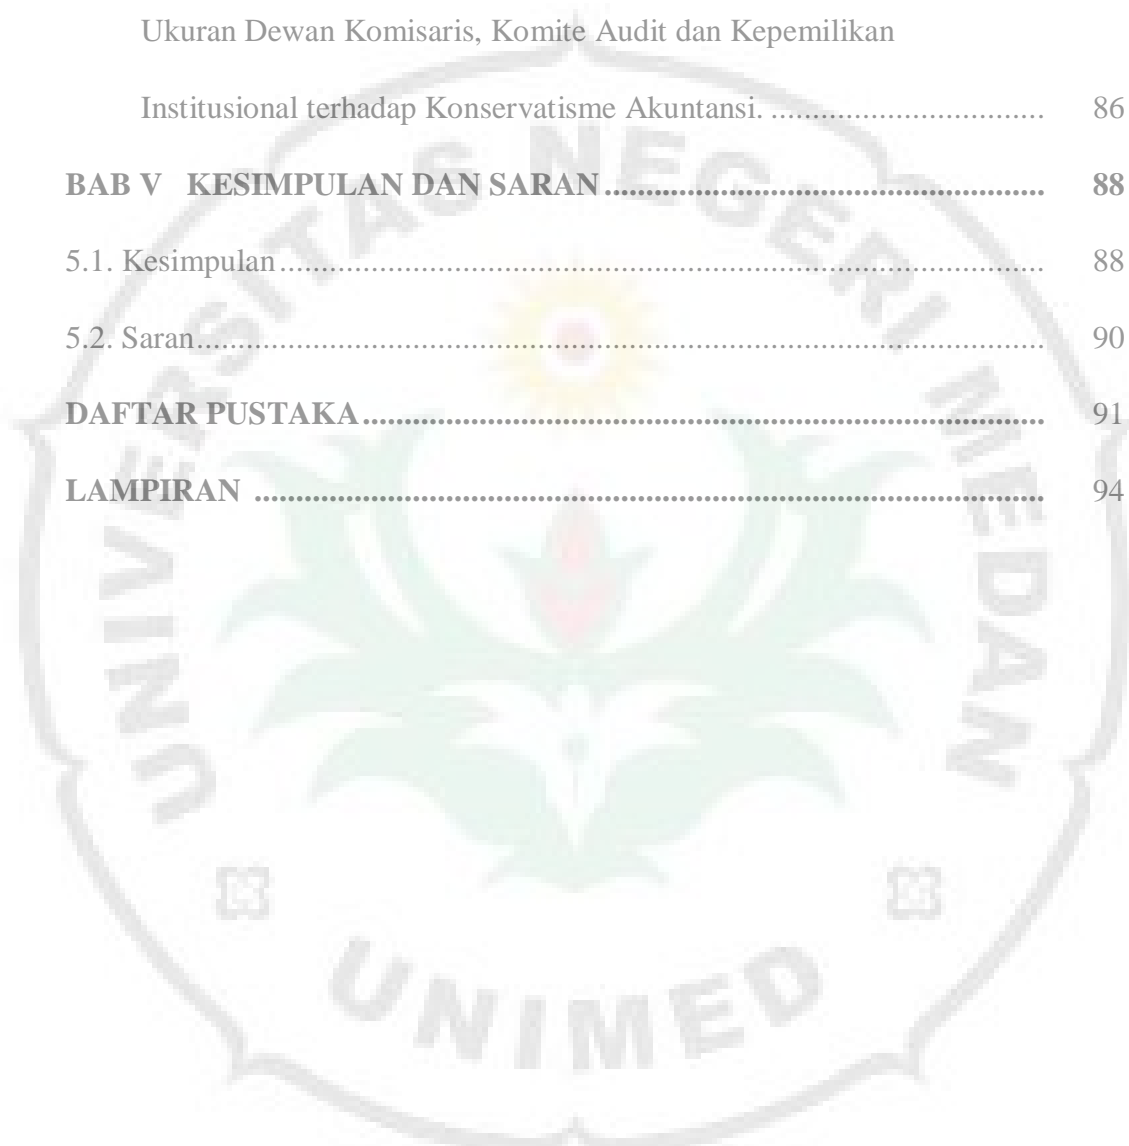 Ukuran Dewan Komisaris, Komite Audit dan Kepemilikan
Institusional terhadap Konservatisme Akuntansi. ............................... 86
BAB V KESIMPULAN DAN SARAN .................................................... 88
5.1. Kesimpulan ........................................................................................ 88
5.2. Saran .................................................................................................. 90
DAFTAR PUSTAKA ................................................................................ 91
LAMPIRAN ............................................................................................. 94
UNIVERSITAS NEGERI MEDAN
UNIMED